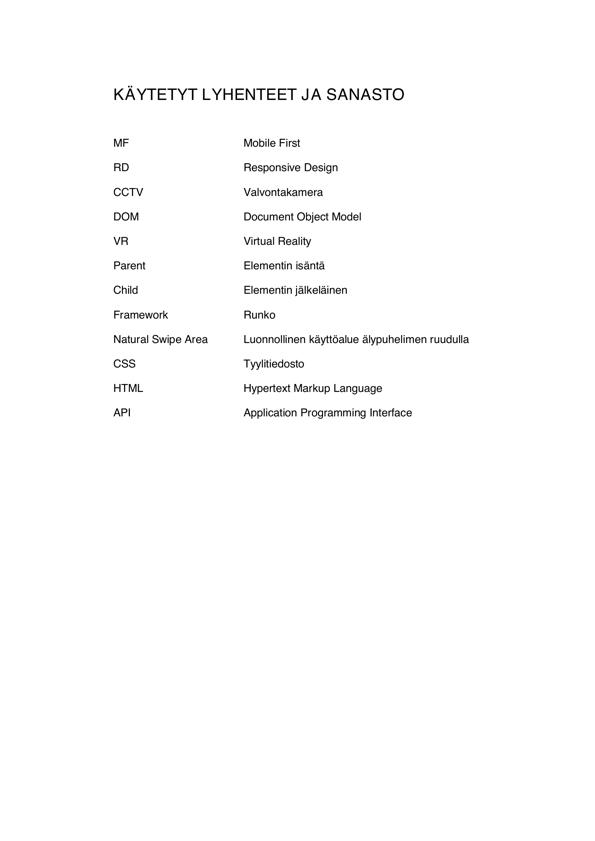 KÄYTETYT LYHENTEET JA SANASTO
MF Mobile First
RD Responsive Design
CCTV Valvontakamera
DOM Document Object Model
VR Virtual Reality
Parent Elementin isäntä
Child Elementin jälkeläinen
Framework Runko
Natural Swipe Area Luonnollinen käyttöalue älypuhelimen ruudulla
CSS Tyylitiedosto
HTML Hypertext Markup Language
API Application Programming Interface